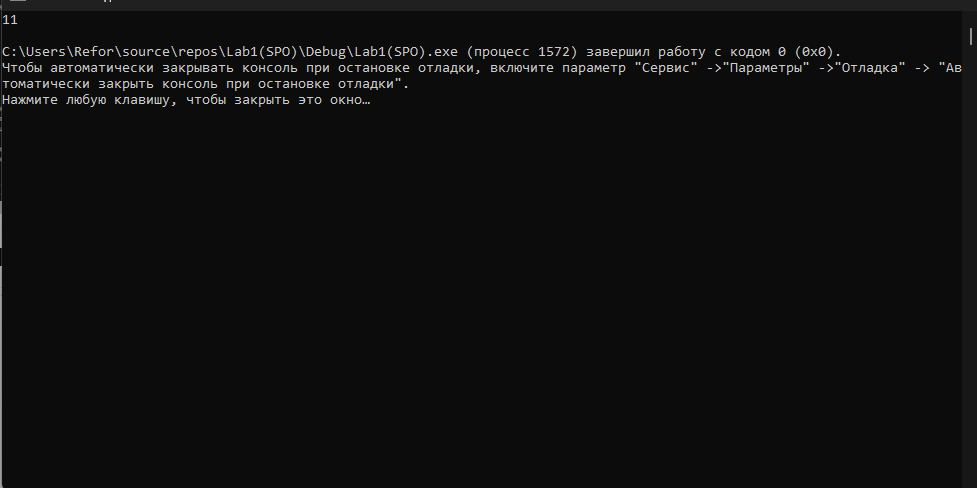 11
C:\Users\Refor\source\repos\Lab1(SPO)\Debug\Lab1(SPO).exe (процесс 1572) завершил работу с кодом 0 (0x0).
Чтобы автоматически закрывать консоль при остановке отладки, включите параметр "Сервис" ->"Параметры" ->"Отладка" -> "Ав
томатически закрыть консоль при остановке отладки".
Нажмите любую клавишу, чтобы закрыть это окно…